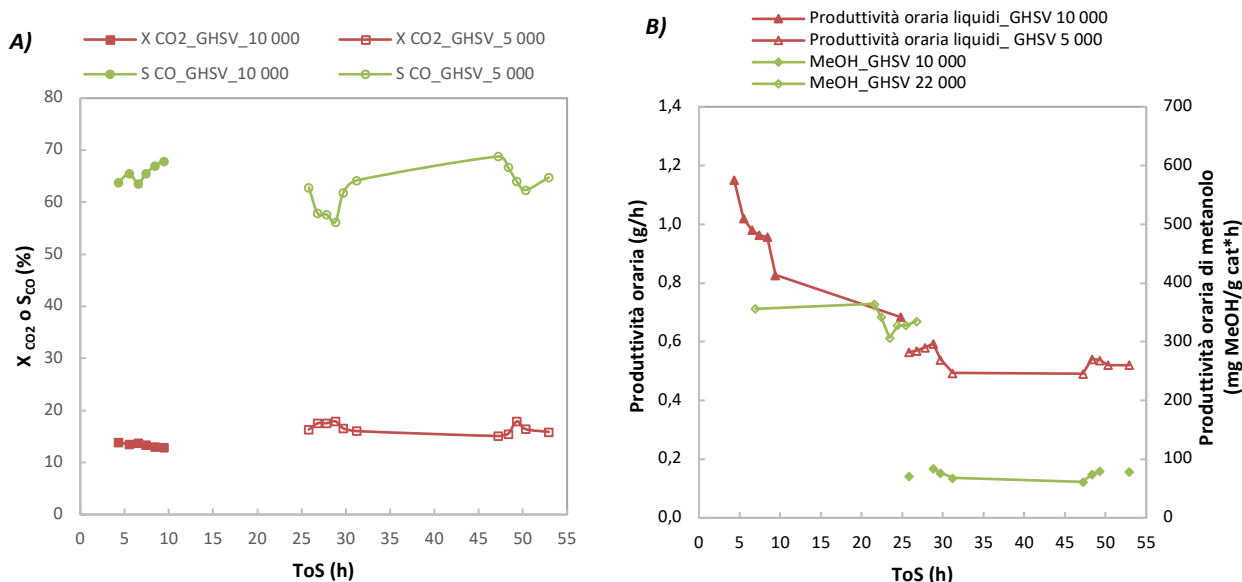 A)
X CO2_GHSV_10 000
X CO2_GHSV_5 000
S CO_GHSV_10 000
S CO_GHSV_5 000
80
70
60
50
40
30
20
10
0
X CO2 o SCO (%)
0 5 10 15 20 25 30 35 40 45 50 55
ToS (h)
B)
Produttività oraria liquidi_GHSV 10 000
Produttività oraria liquidi_ GHSV 5 000
MeOH_GHSV 10 000
MeOH_GHSV 22 000
1,4
1,2
1,0
0,8
0,6
0,4
0,2
0,0
Produttività oraria (g/h)
700
600
500
400
300
200
100
0
Produttività oraria di metanolo
(mg MeOH/g cat*h)
0 5 10 15 20 25 30 35 40 45 50 55
ToS (h)